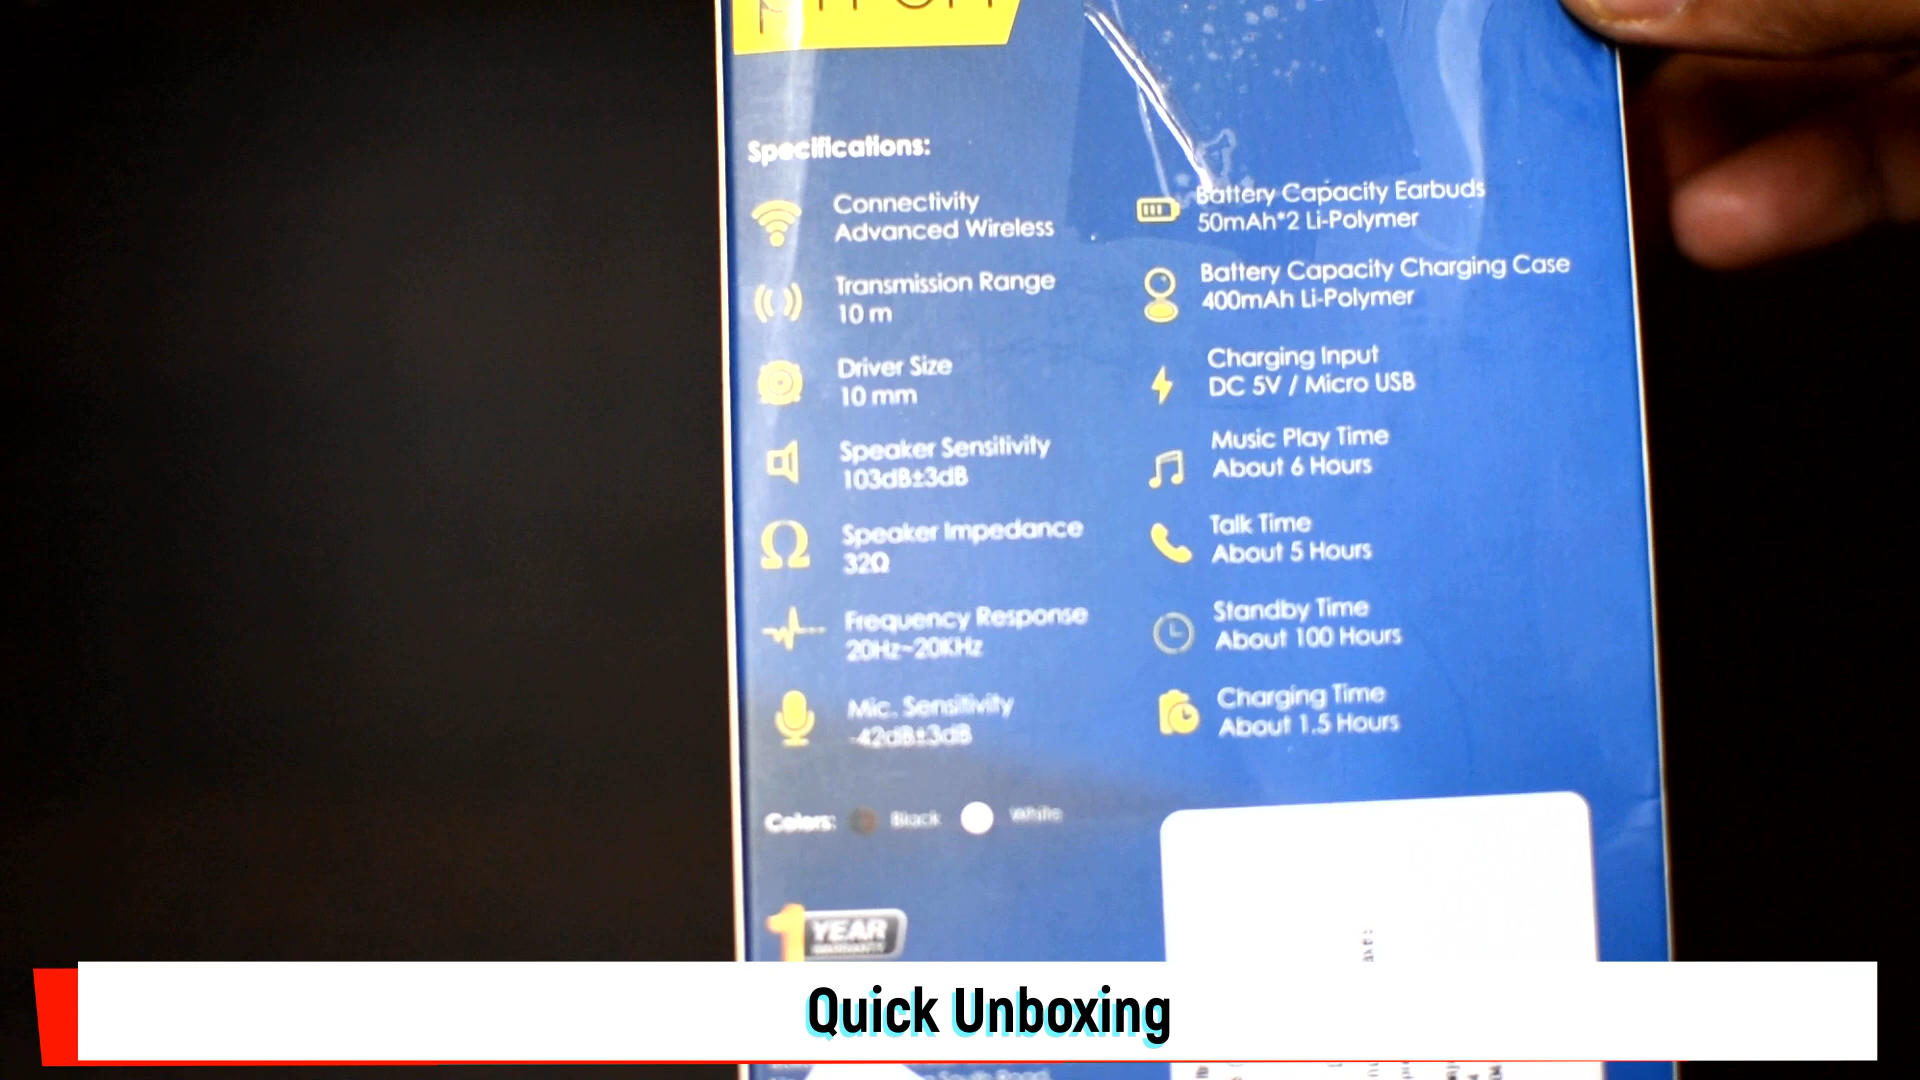 Specifications:
Connectivity
Advanced Wireless
Transmission Range
10 m
Driver Size
10 mm
Speaker Sensitivity
103dB±3dB
Speaker Impedance
32Ω
Frequency Response
20Hz~20KHz
Mic. Sensitivity
-42dB±3dB
Battery Capacity Earbuds
50mAh*2 Li-Polymer
Battery Capacity Charging Case
400mAh Li-Polymer
Charging Input
DC 5V / Micro USB
Music Play Time
About 6 Hours
Talk Time
About 5 Hours
Standby Time
About 100 Hours
Charging Time
About 1.5 Hours
Colors: Black White
1 YEAR
WARRANTY
Quick Unboxing
South Road